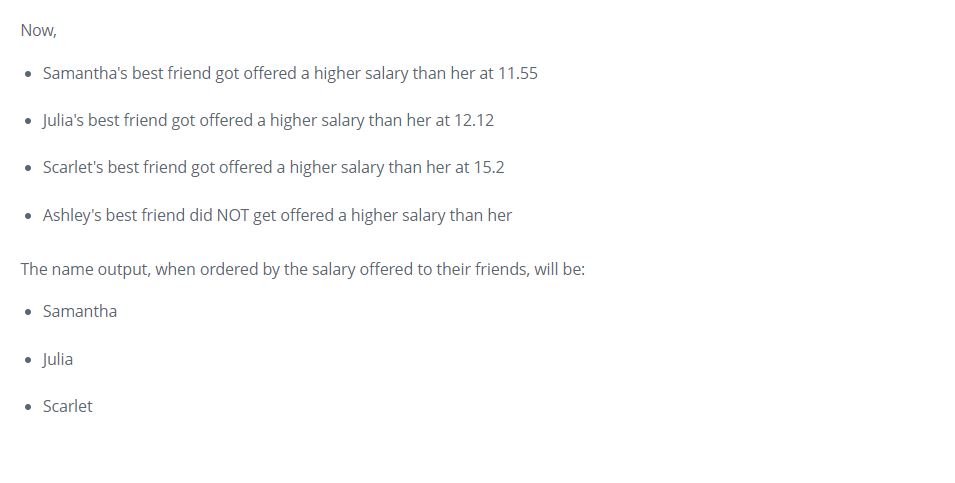 Now,
• Samantha's best friend got offered a higher salary than her at 11.55
• Julia's best friend got offered a higher salary than her at 12.12
• Scarlet's best friend got offered a higher salary than her at 15.2
• Ashley's best friend did NOT get offered a higher salary than her
The name output, when ordered by the salary offered to their friends, will be:
• Samantha
• Julia
• Scarlet